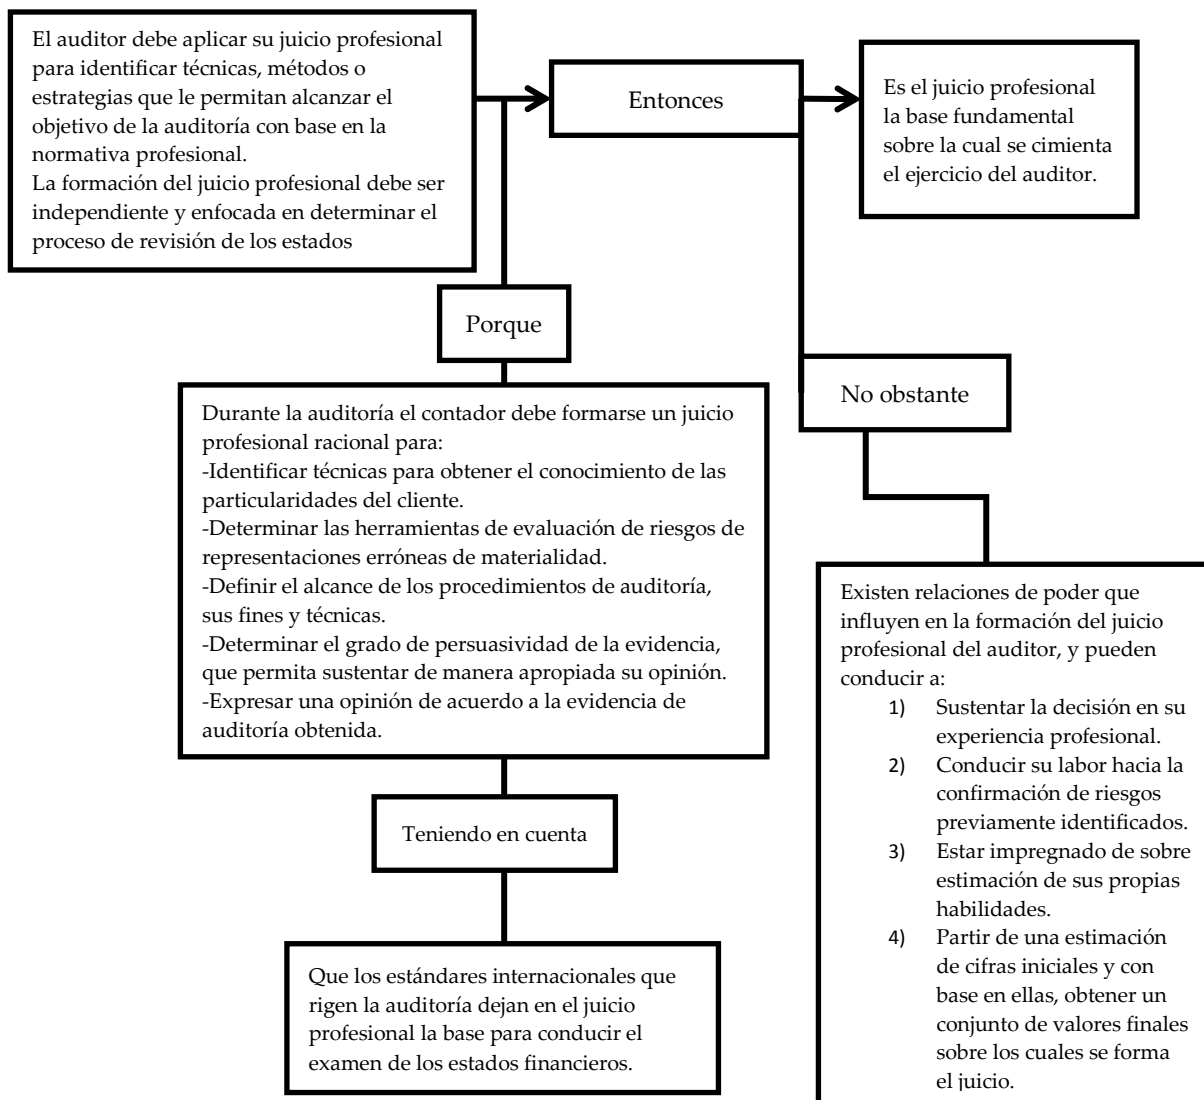 El auditor debe aplicar su juicio profesional
para identificar técnicas, métodos o
estrategias que le permitan alcanzar el
objetivo de la auditoría con base en la
normativa profesional.
La formación del juicio profesional debe ser
independiente y enfocada en determinar el
proceso de revisión de los estados
Entonces
Es el juicio profesional
la base fundamental
sobre la cual se cimienta
el ejercicio del auditor.
Porque
Durante la auditoría el contador debe formarse un juicio
profesional racional para:
-Identificar técnicas para obtener el conocimiento de las
particularidades del cliente.
-Determinar las herramientas de evaluación de riesgos de
representaciones erróneas de materialidad.
-Definir el alcance de los procedimientos de auditoría,
sus fines y técnicas.
-Determinar el grado de persuasividad de la evidencia,
que permita sustentar de manera apropiada su opinión.
-Expresar una opinión de acuerdo a la evidencia de
auditoría obtenida.
No obstante
Existen relaciones de poder que
influyen en la formación del juicio
profesional del auditor, y pueden
conducir a:
1) Sustentar la decisión en su
experiencia profesional.
2) Conducir su labor hacia la
confirmación de riesgos
previamente identificados.
3) Estar impregnado de sobre
estimación de sus propias
habilidades.
4) Partir de una estimación
de cifras iniciales y con
base en ellas, obtener un
conjunto de valores finales
sobre los cuales se forma
el juicio.
Teniendo en cuenta
Que los estándares internacionales que
rigen la auditoría dejan en el juicio
profesional la base para conducir el
examen de los estados financieros.